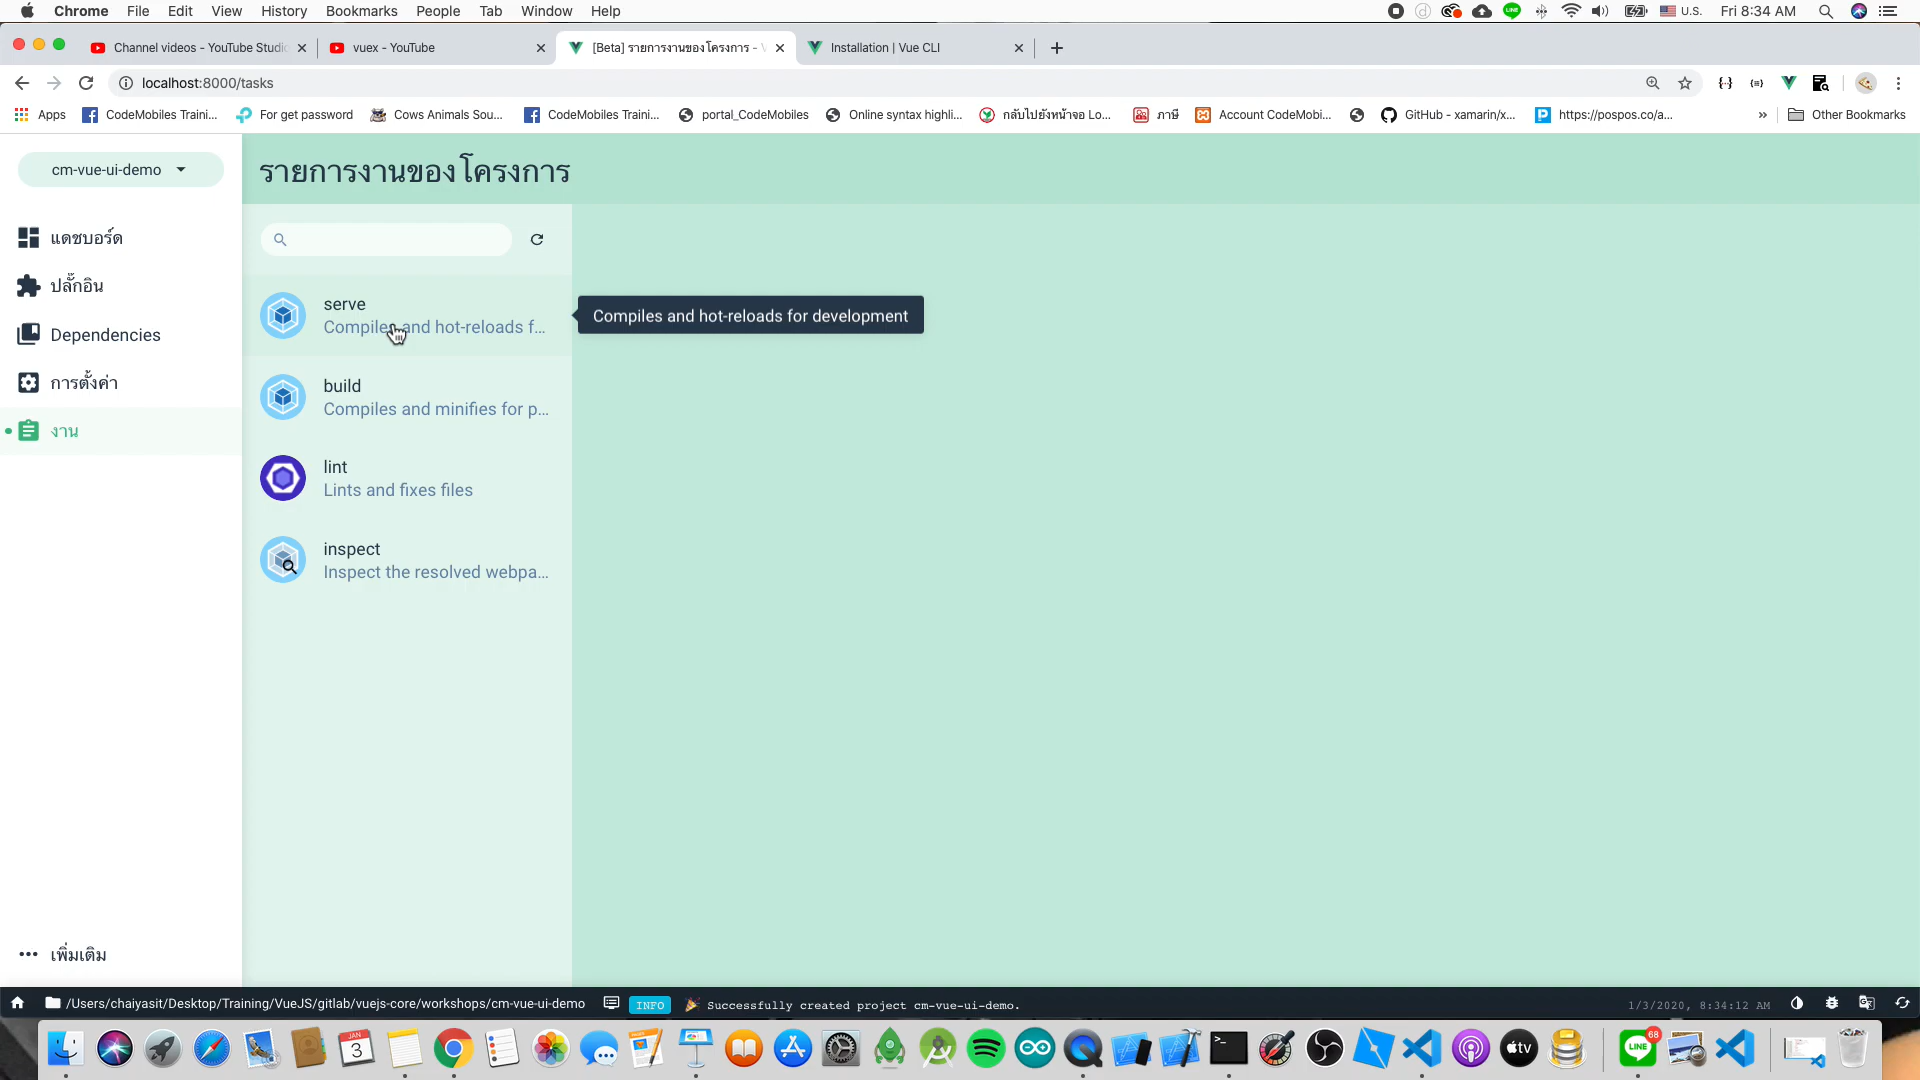 Chrome File Edit View History Bookmarks People Tab Window Help U.S. Fri 8:34 AM
Channel videos - YouTube Studio vuex - YouTube [Beta] รายการงานของโครงการ - V Installation | Vue CLI
localhost:8000/tasks
Apps CodeMobiles Traini... For get password Cows Animals Sou... CodeMobiles Traini... portal_CodeMobiles Online syntax highli... กลับไปยังหน้าจอ Lo... ภาษี Account CodeMobi... GitHub - xamarin/x... https://pospos.co/a... » Other Bookmarks
cm-vue-ui-demo
รายการงานของโครงการ
แดชบอร์ด
ปลั๊กอิน
Dependencies
การตั้งค่า
งาน
serve
Compiles and hot-reloads f...
Compiles and hot-reloads for development
build
Compiles and minifies for p...
lint
Lints and fixes files
inspect
Inspect the resolved webpa...
เพิ่มเติม
/Users/chaiyasit/Desktop/Training/VueJS/gitlab/vuejs-core/workshops/cm-vue-ui-demo INFO Successfully created project cm-vue-ui-demo. 1/3/2020, 8:34:12 AM
JAN
3
tv
LINE
68